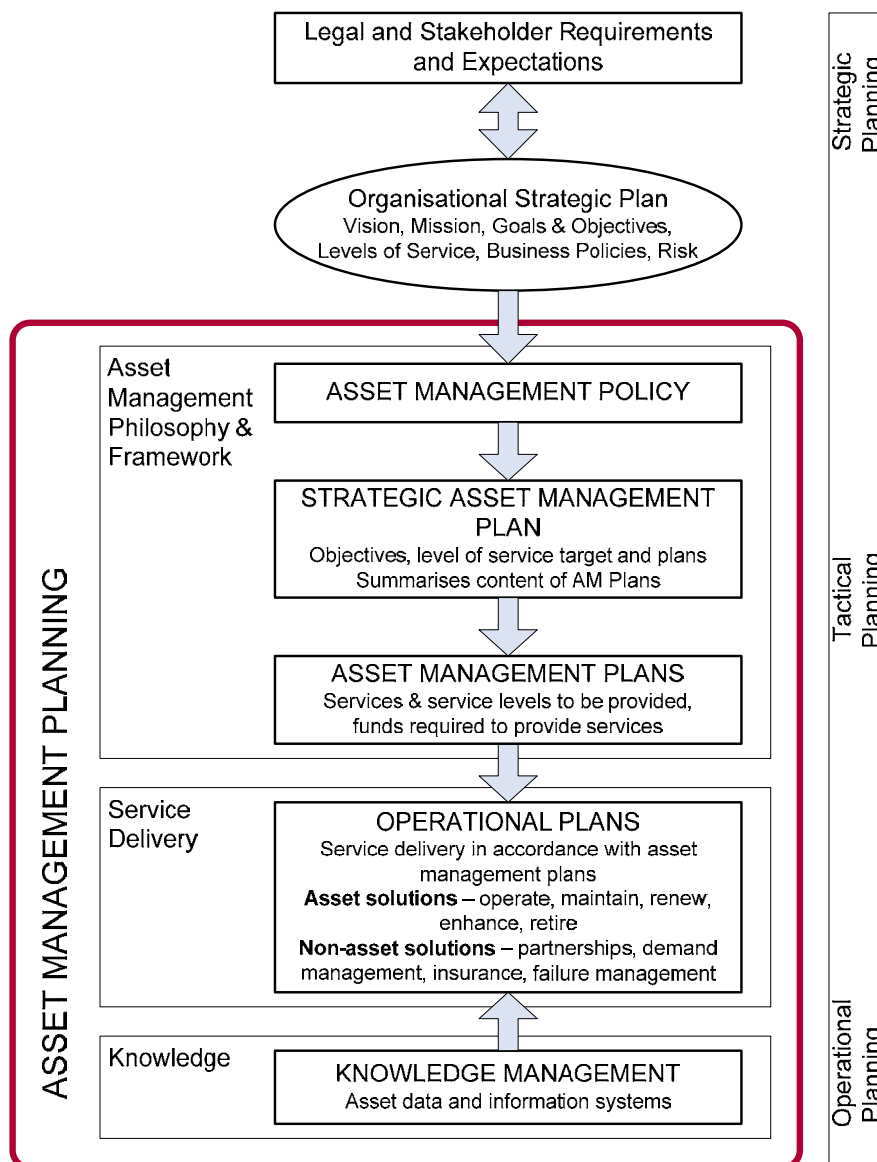 Legal and Stakeholder Requirements
and Expectations
Organisational Strategic Plan
Vision, Mission, Goals & Objectives,
Levels of Service, Business Policies, Risk
Asset
Management
Philosophy &
Framework
ASSET MANAGEMENT POLICY
STRATEGIC ASSET MANAGEMENT
PLAN
Objectives, level of service target and plans
Summarises content of AM Plans
ASSET MANAGEMENT PLANS
Services & service levels to be provided,
funds required to provide services
Service
Delivery
OPERATIONAL PLANS
Service delivery in accordance with asset
management plans
Asset solutions – operate, maintain, renew,
enhance, retire
Non-asset solutions – partnerships, demand
management, insurance, failure management
Knowledge
KNOWLEDGE MANAGEMENT
Asset data and information systems
ASSET MANAGEMENT PLANNING
Strategic
Planning
Tactical
Planning
Operational
Planning